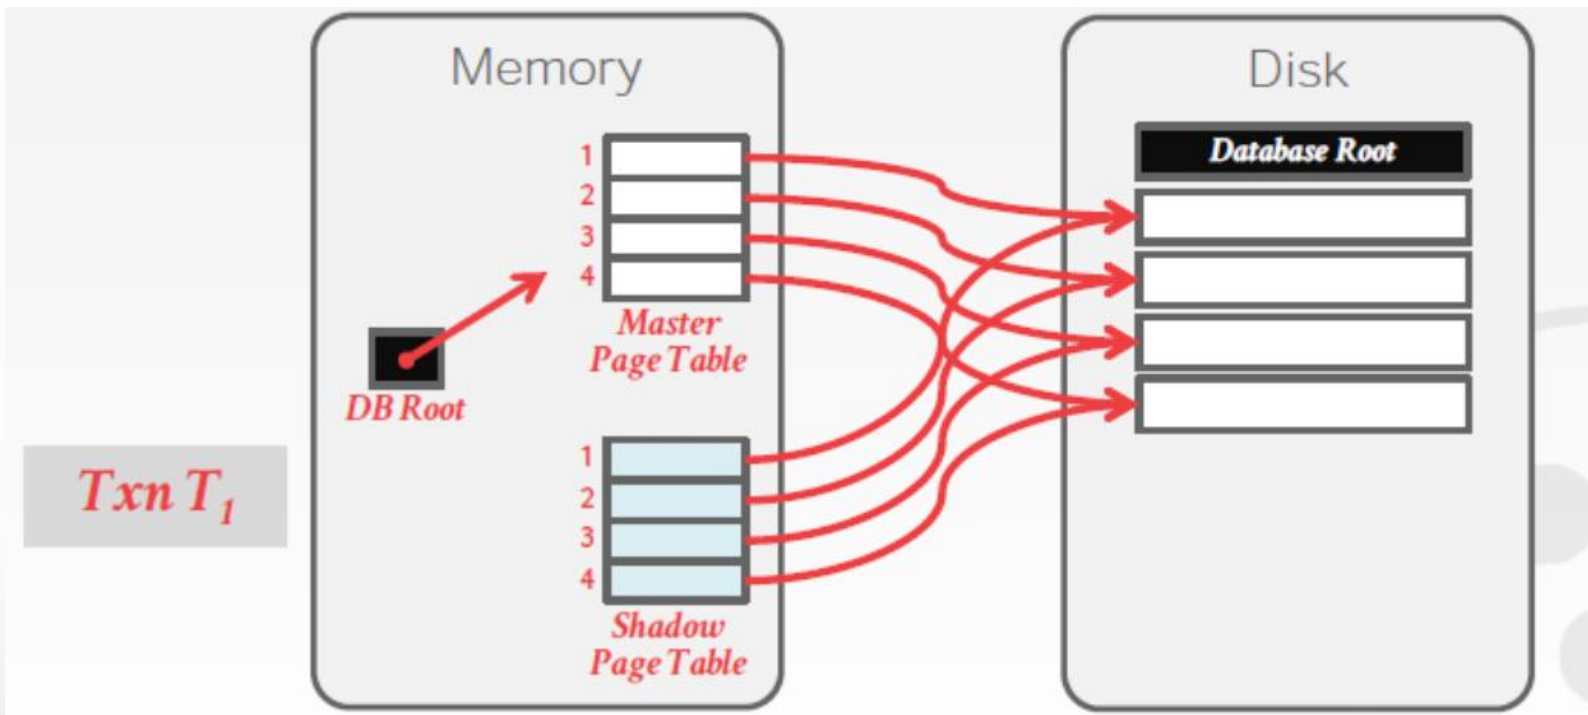 Memory
Disk
1
2
3
4
Master
Page Table
DB Root
Database Root
Txn T₁
1
2
3
4
Shadow
Page Table